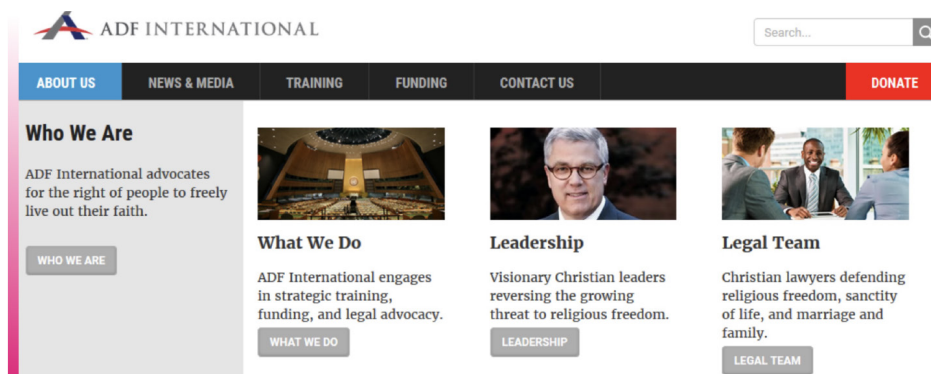 ADF INTERNATIONAL
Search...
ABOUT US
NEWS & MEDIA
TRAINING
FUNDING
CONTACT US
DONATE
Who We Are
ADF International advocates
for the right of people to freely
live out their faith.
WHO WE ARE
What We Do
ADF International engages
in strategic training,
funding, and legal advocacy.
WHAT WE DO
Leadership
Visionary Christian leaders
reversing the growing
threat to religious freedom.
LEADERSHIP
Legal Team
Christian lawyers defending
religious freedom, sanctity
of life, and marriage and
family.
LEGAL TEAM